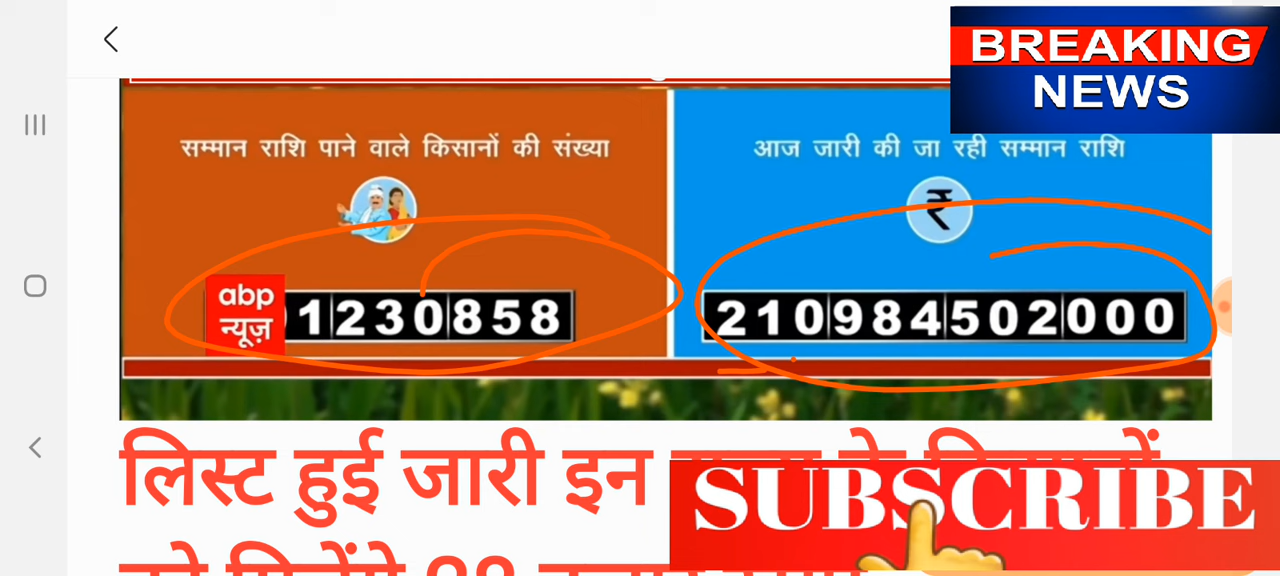 BREAKING
NEWS
सम्मान राशि पाने वाले किसानों की संख्या
आज जारी की जा रही सम्मान राशि
₹
abp
न्यूज़
1230858
210984502000
लिस्ट हुई जारी इन
SUBSCRIBE